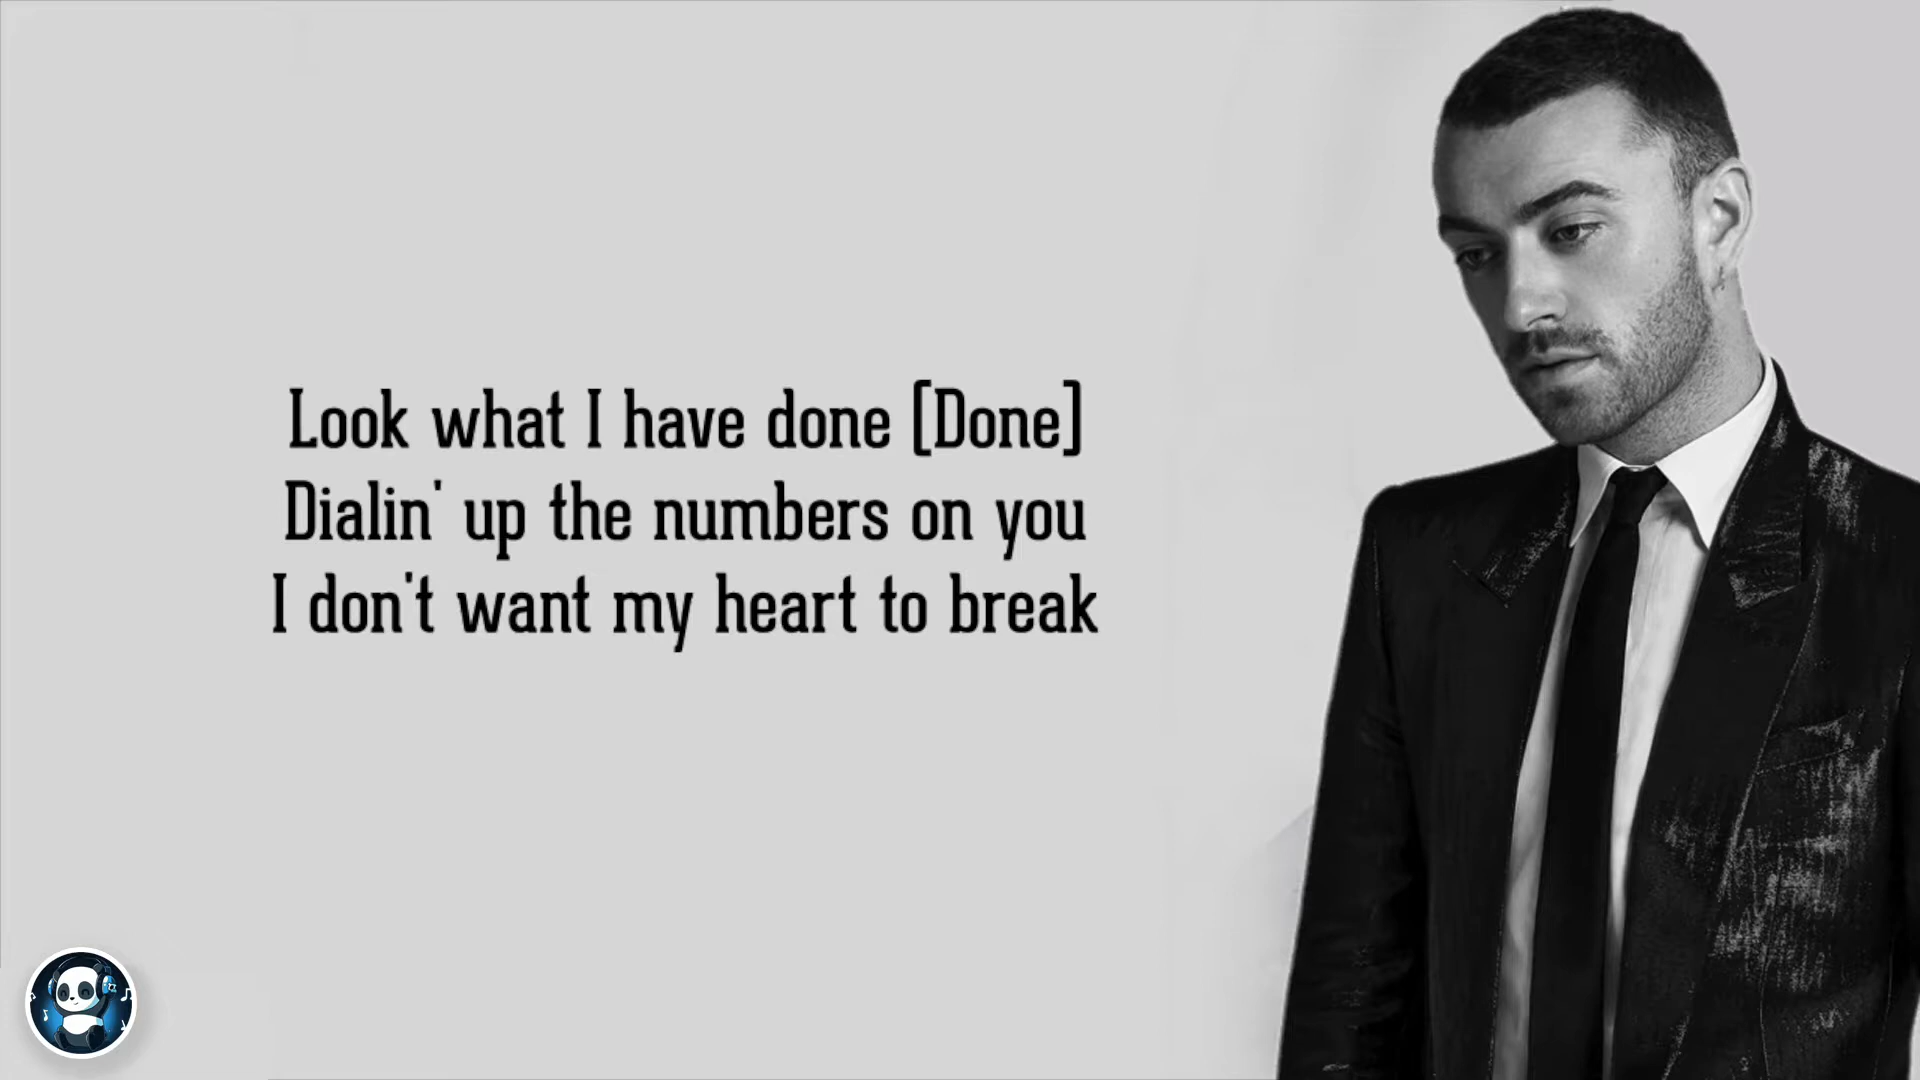 Look what I have done (Done)
Dialin' up the numbers on you
I don't want my heart to break